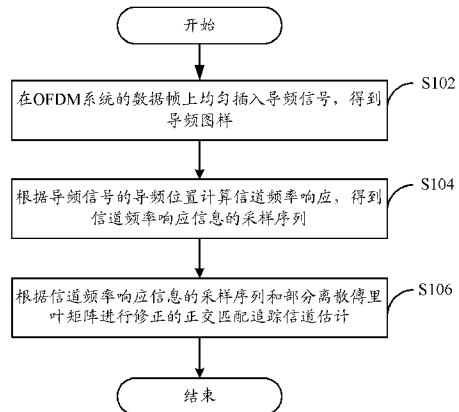 开始
在OFDM系统的数据帧上均匀插入导频信号，得到
导频图样
S102
根据导频信号的导频位置计算信道频率响应，得到
信道频率响应信息的采样序列
S104
根据信道频率响应信息的采样序列和部分离散傅里
叶矩阵进行修正的正交匹配追踪信道估计
S106
结束